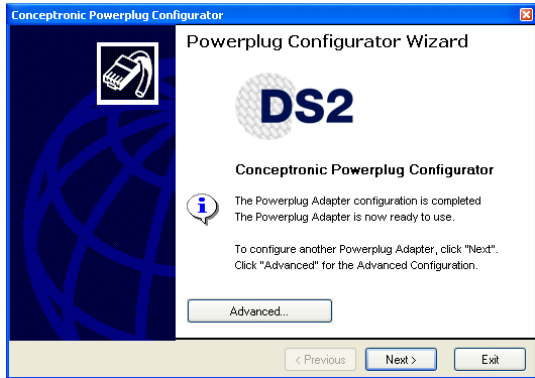 Conceptronic Powerplug Configurator
Powerplug Configurator Wizard
DS2
Conceptronic Powerplug Configurator
The Powerplug Adapter configuration is completed
The Powerplug Adapter is now ready to use.
To configure another Powerplug Adapter, click "Next".
Click "Advanced" for the Advanced Configuration.
Advanced...
< Previous
Next >
Exit